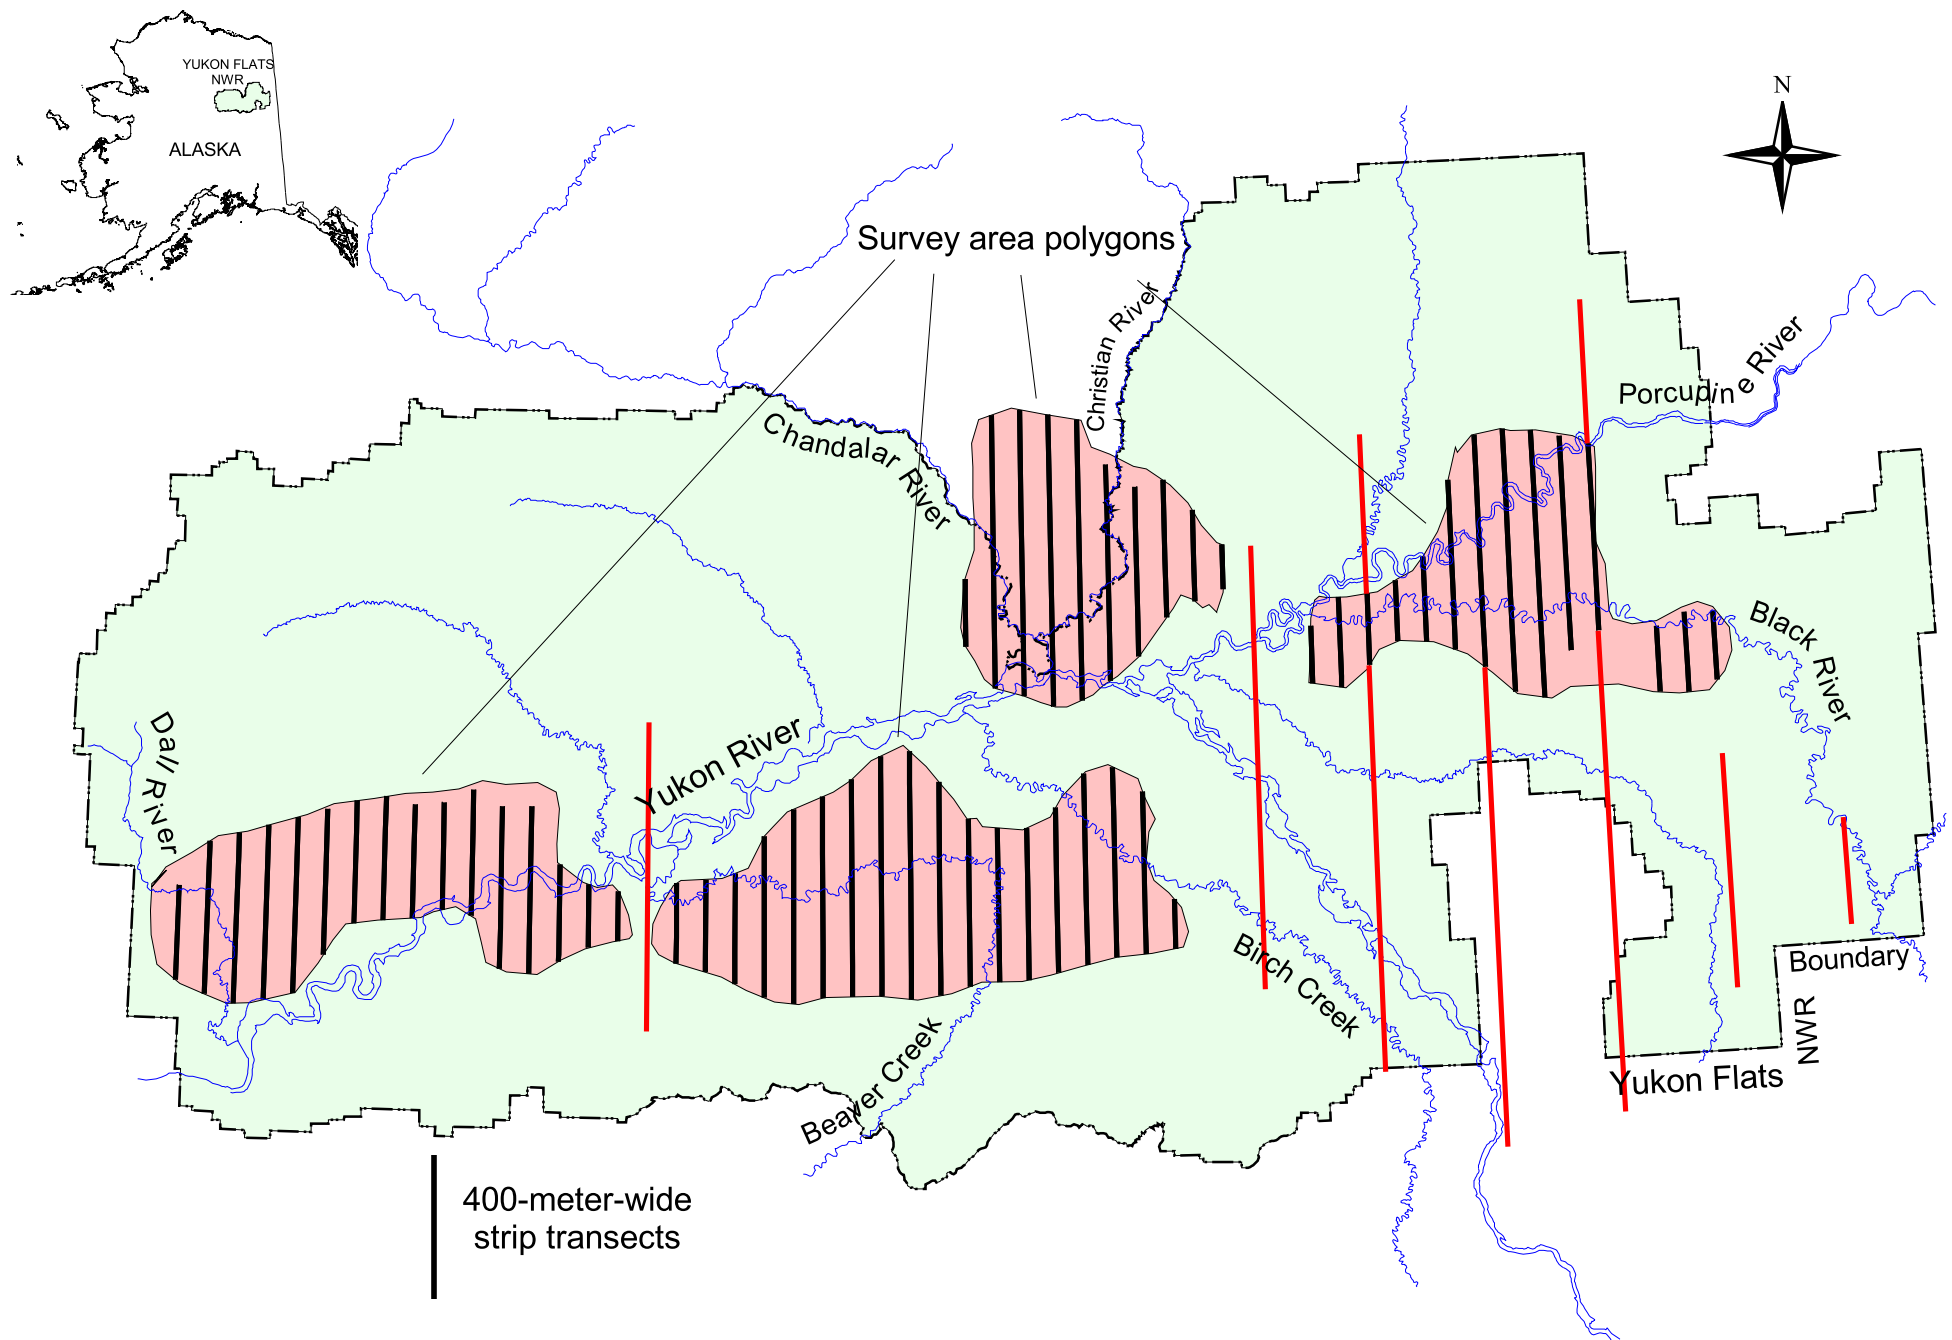 YUKON FLATS
NWR
ALASKA
N
Survey area polygons
Christian River
Porcupine River
Chandalar River
Black River
Dall River
Yukon River
Birch Creek
Boundary
NWR
Yukon Flats
Beaver Creek
400-meter-wide
strip transects